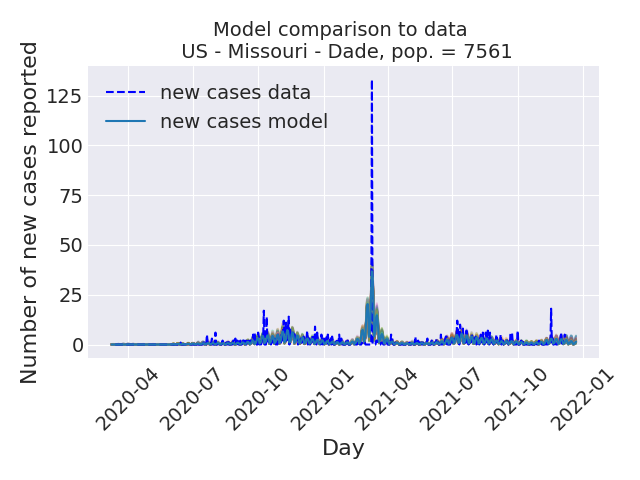 Model comparison to data
US - Missouri - Dade, pop. = 7561
Number of new cases reported
125
100
75
50
25
0
new cases data
new cases model
2020-04
2020-07
2020-10
2021-01
2021-04
2021-07
2021-10
2022-01
Day